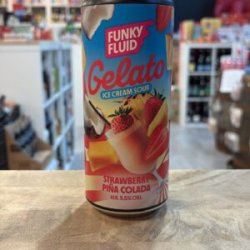 FUNKY
FLUID
Gelato
ICE CREAM SOUR
STRAWBERRY
PIÑA COLADA